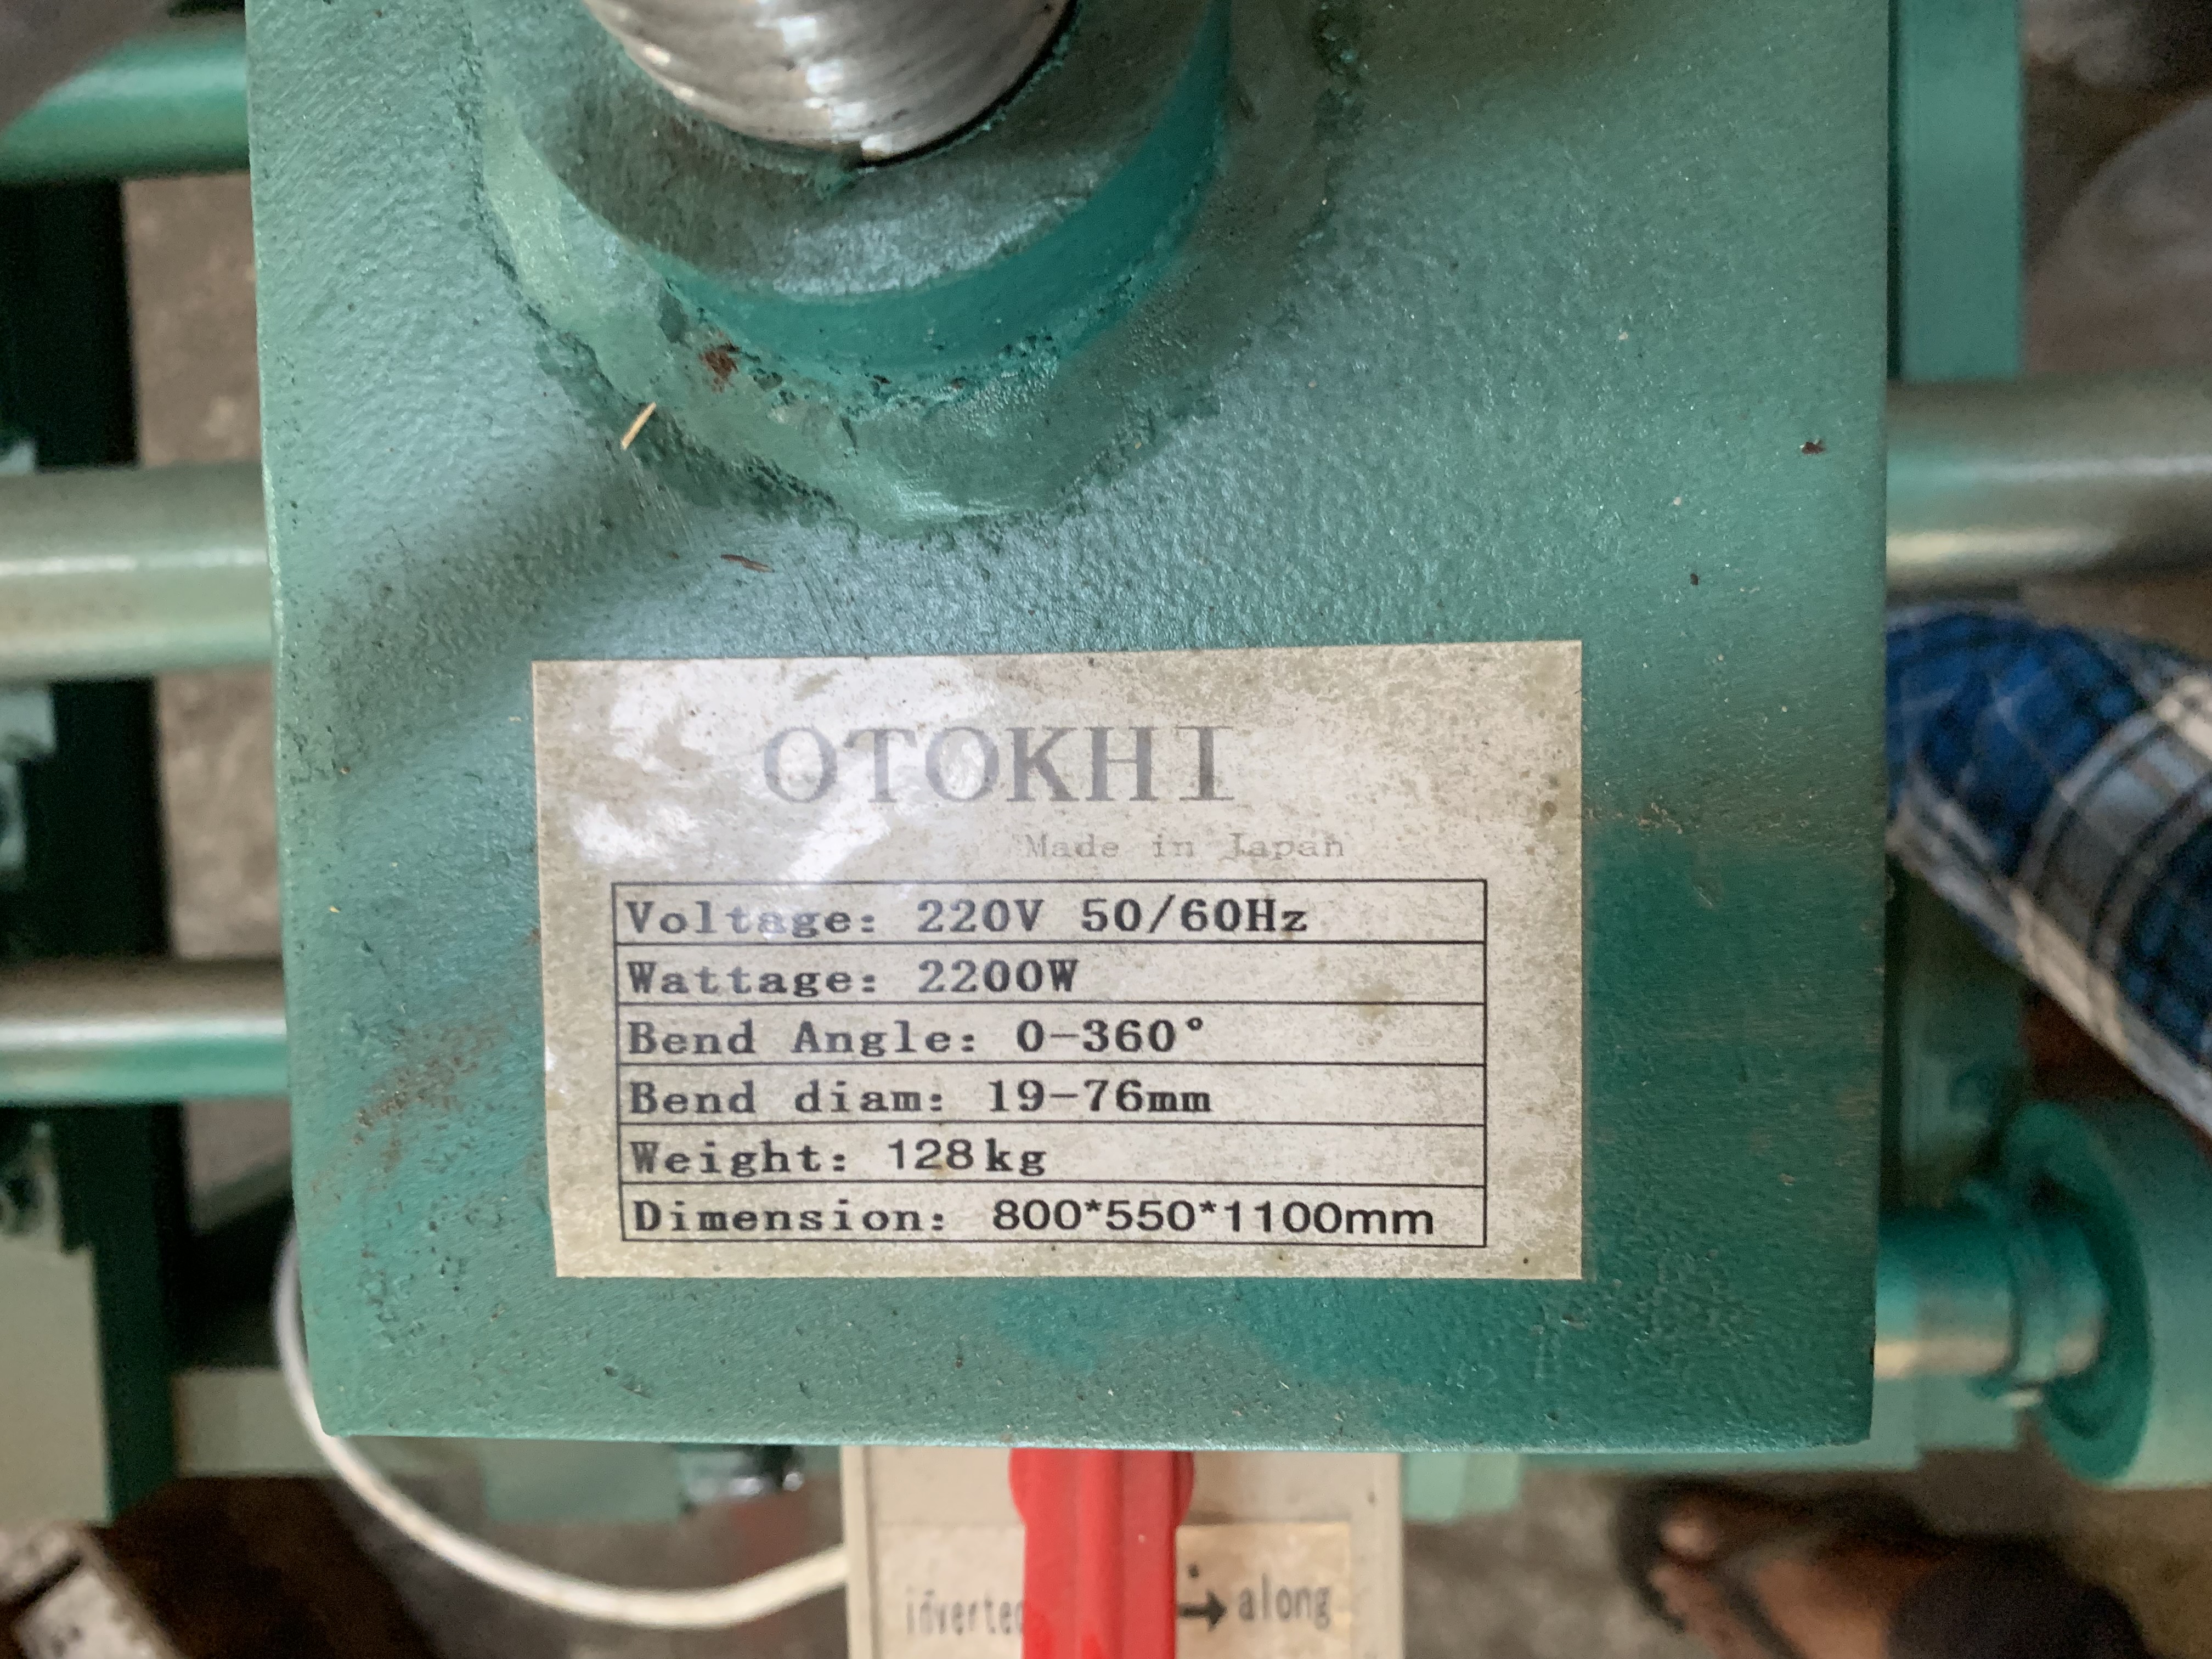 OTOKHI
Made in Japan
Voltage: 220V 50/60Hz
Wattage: 2200W
Bend Angle: 0-360°
Bend diam: 19-76mm
Weight: 128kg
Dimension: 800*550*1100mm
→ along